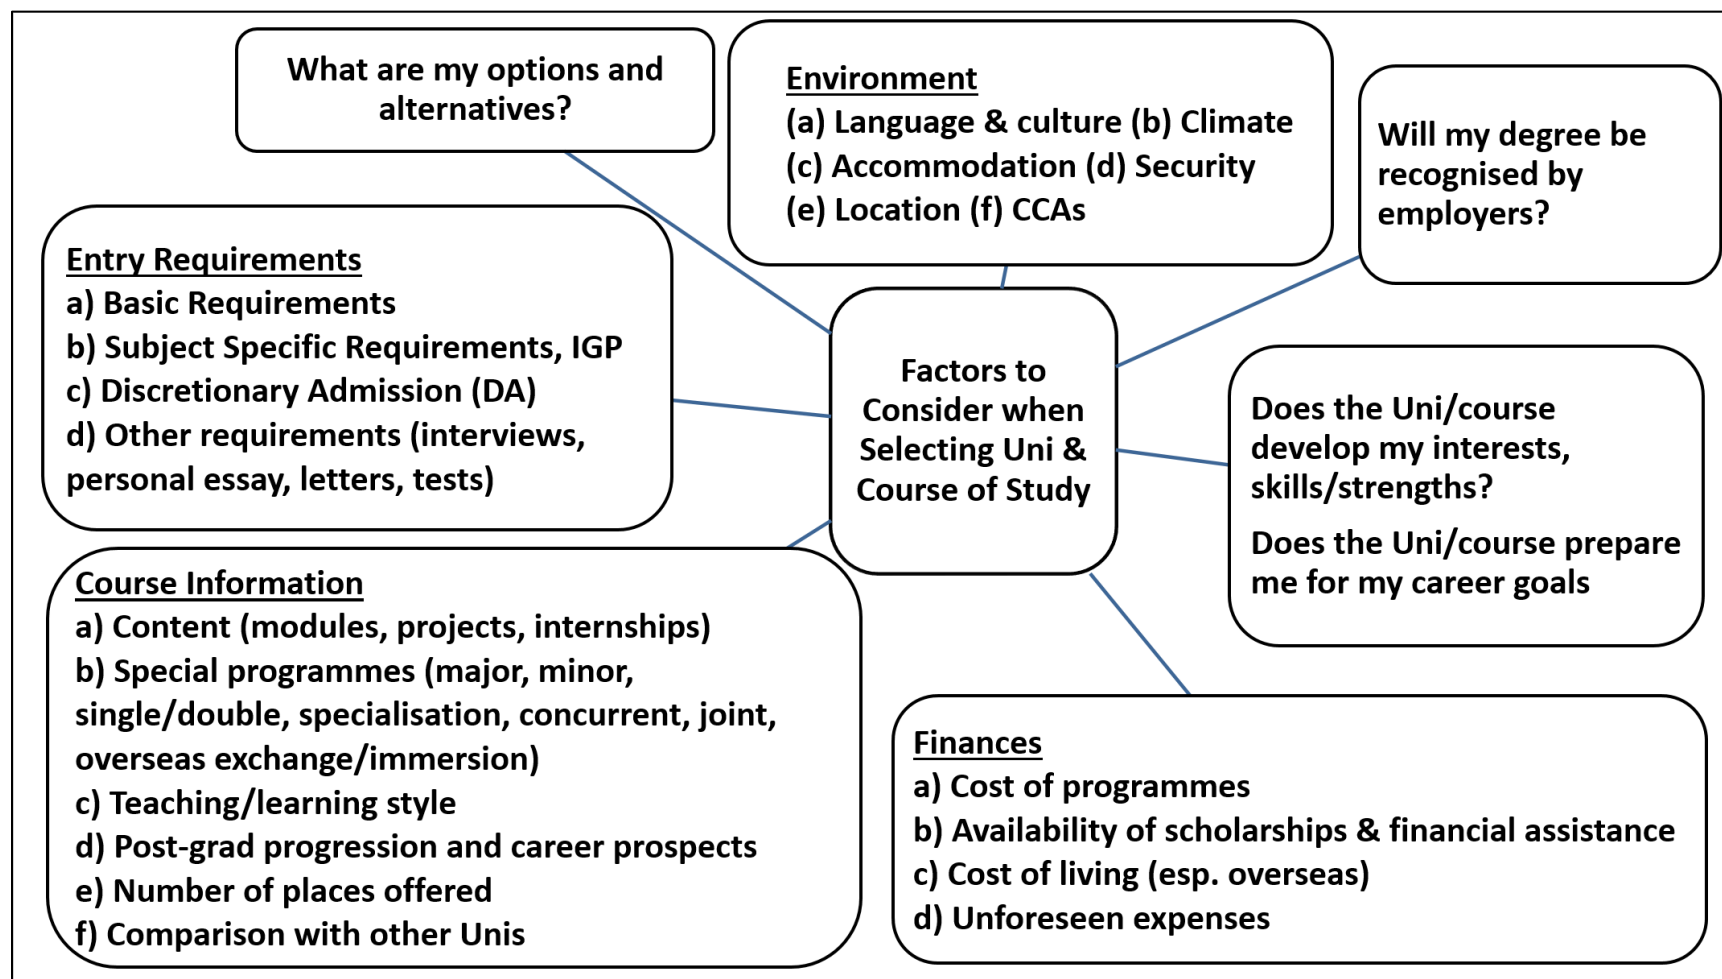 What are my options and
alternatives?
Environment
(a) Language & culture (b) Climate
(c) Accommodation (d) Security
(e) Location (f) CCAs
Will my degree be
recognised by
employers?
Entry Requirements
a) Basic Requirements
b) Subject Specific Requirements, IGP
c) Discretionary Admission (DA)
d) Other requirements (interviews,
personal essay, letters, tests)
Factors to
Consider when
Selecting Uni &
Course of Study
Does the Uni/course
develop my interests,
skills/strengths?
Does the Uni/course prepare
me for my career goals
Course Information
a) Content (modules, projects, internships)
b) Special programmes (major, minor,
single/double, specialisation, concurrent, joint,
overseas exchange/immersion)
c) Teaching/learning style
d) Post-grad progression and career prospects
e) Number of places offered
f) Comparison with other Unis
Finances
a) Cost of programmes
b) Availability of scholarships & financial assistance
c) Cost of living (esp. overseas)
d) Unforeseen expenses